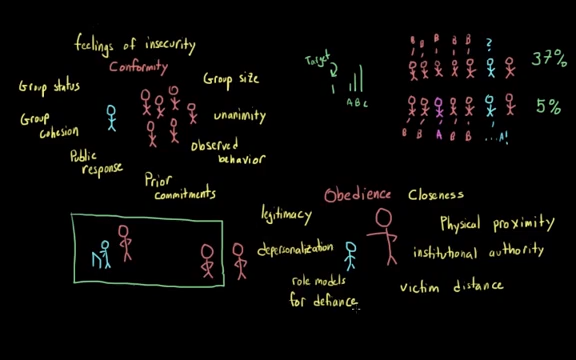 feelings of insecurity
Conformity
Group status
Group size
Group
cohesion
unanimity
Public
response
observed
behavior
Prior
commitments
Target
A B C
B B B B B ?
37%
5%
B B A B B ...A!
Obedience
Closeness
legitimacy
Physical proximity
depersonalization
institutional authority
role models
for defiance
victim distance